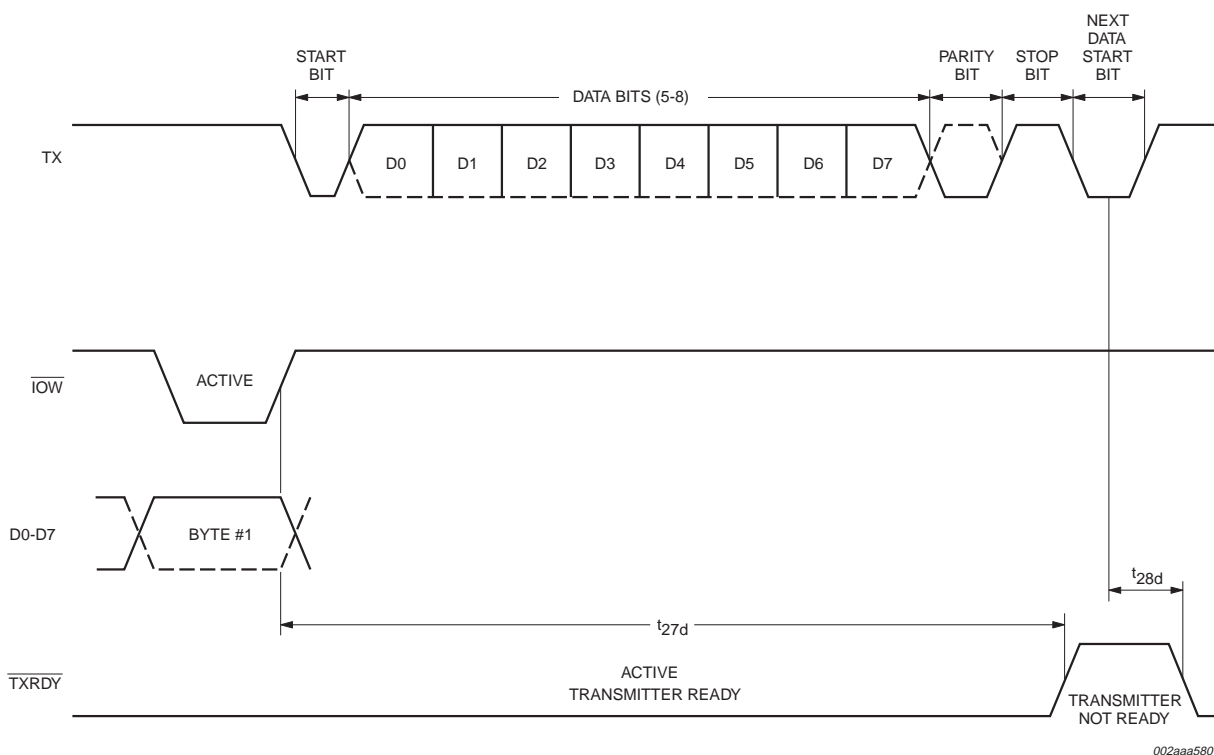 NEXT
DATA
START
BIT
START
BIT
PARITY
BIT
STOP
BIT
DATA BITS (5-8)
TX
D0 D1 D2 D3 D4 D5 D6 D7
IOW
ACTIVE
D0-D7
BYTE #1
t28d
t27d
TXRDY
ACTIVE
TRANSMITTER READY
TRANSMITTER
NOT READY
002aaa580